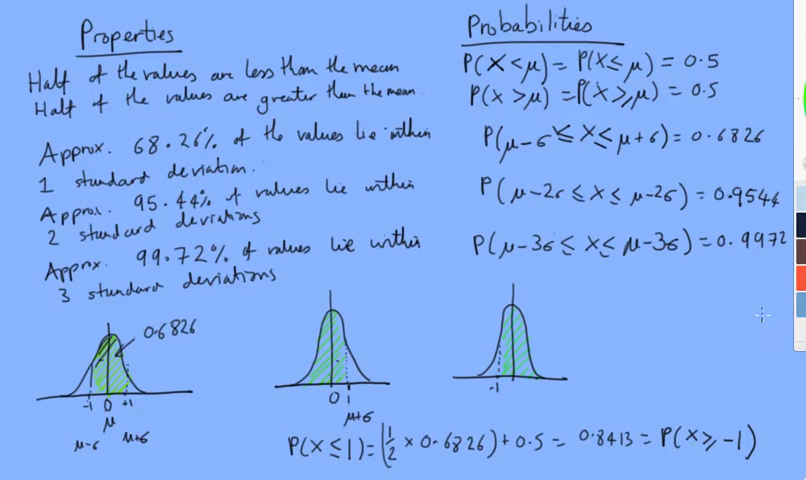 Properties
Half of the values are less than the mean
Half of the values are greater than the mean.
Approx. 68.26% of the values lie within
1 standard deviation.
Approx. 95.44% of values lie within
2 standard deviations
Approx. 99.72% of values lie within
3 standard deviations
Probabilities
P(X<μ) = P(X≤μ) = 0.5
P(X>μ) = P(X≥μ) = 0.5
P(μ-σ≤X≤μ+σ) = 0.6826
P(μ-2σ≤X≤μ-2σ) = 0.9544
P(μ-3σ≤X≤μ-3σ) = 0.9972
0.6826
-1 0 +1
μ
μ-σ μ+σ
0 1
μ+σ
-1
P(X≤1) = (1/2 × 0.6826) + 0.5 = 0.8413 = P(X≥-1)